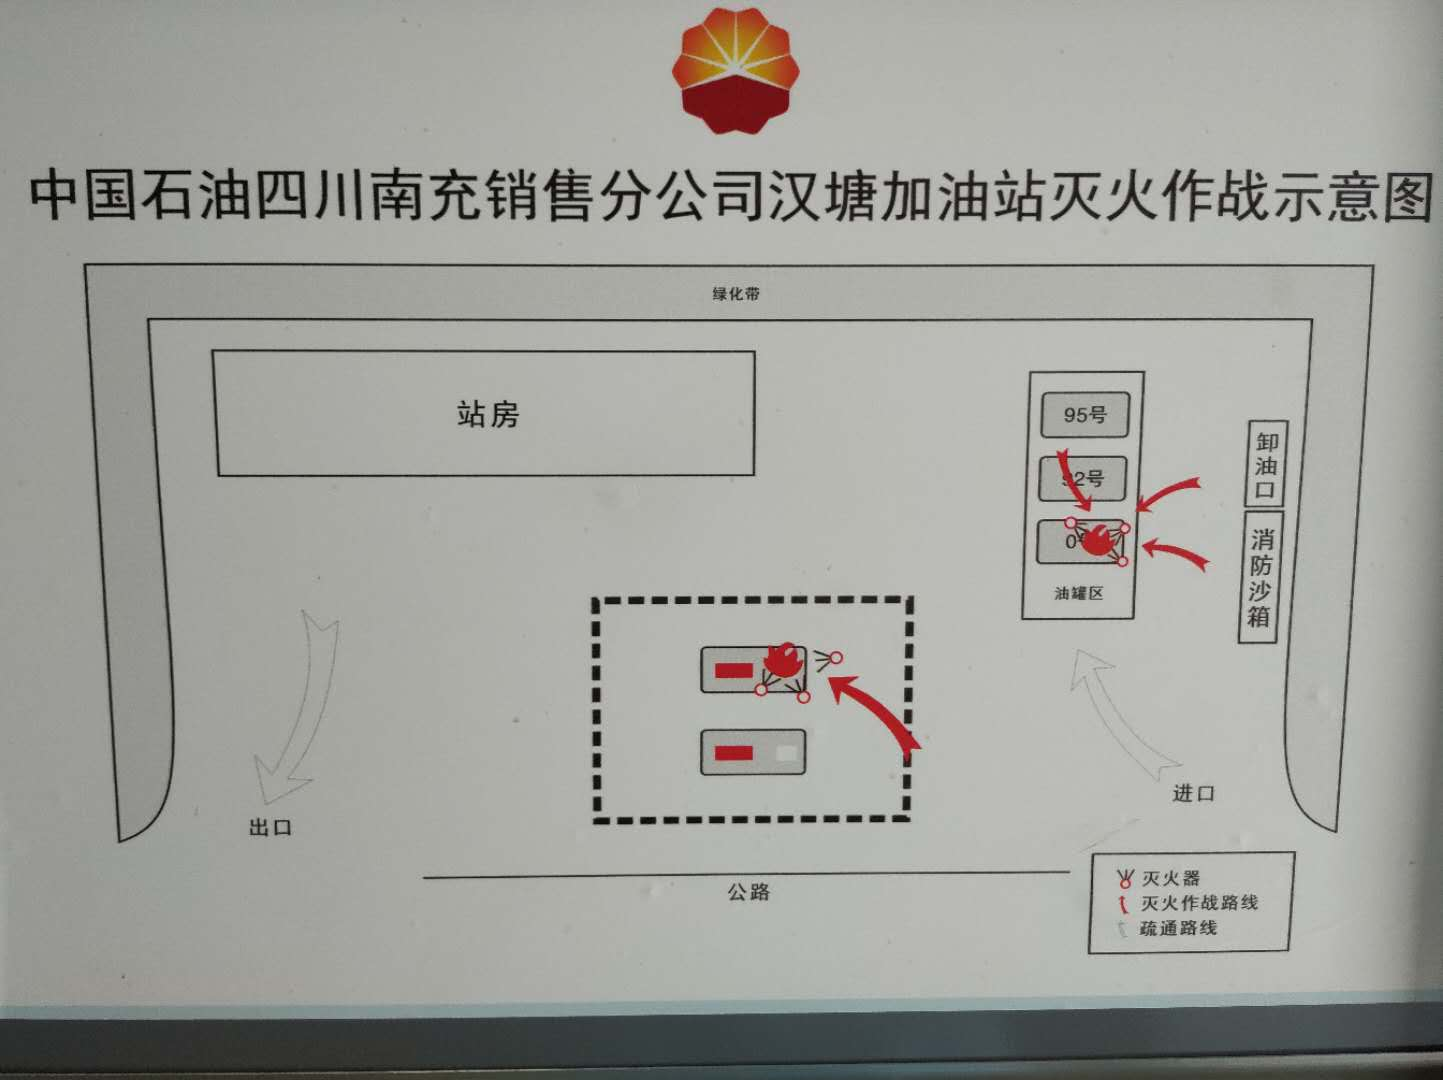 中国石油四川南充销售分公司汉塘加油站灭火作战示意图
绿化带
站房
95号
92号
油罐区
卸油口
消防沙箱
进口
出口
公路
灭火器
灭火作战路线
疏通路线